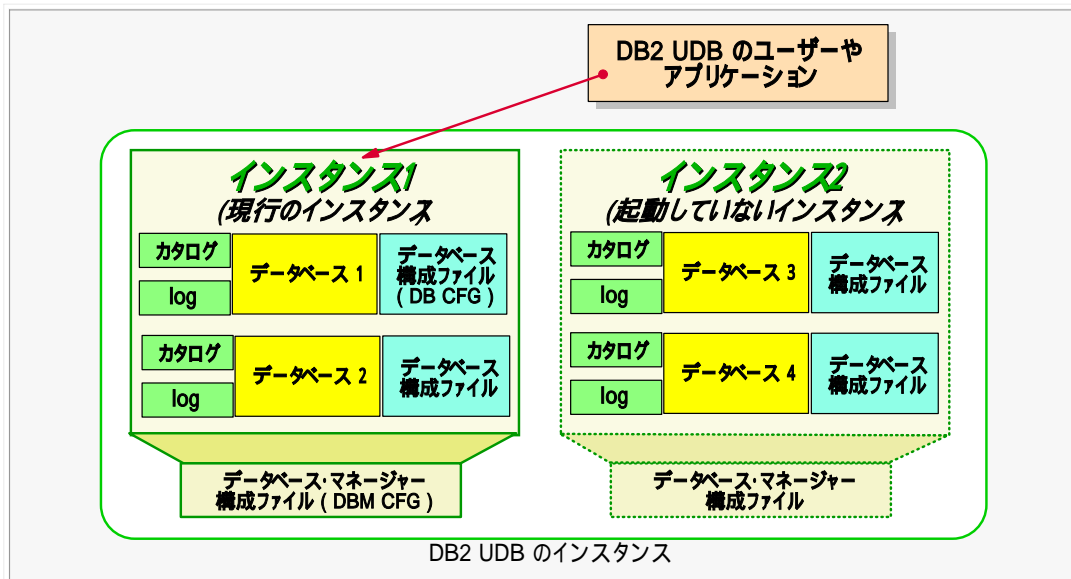 DB2 UDB のユーザーや
アプリケーション
インスタンス1
(現行のインスタンス)
カタログ
log
データベース 1
データベース
構成ファイル
( DB CFG )
カタログ
log
データベース 2
データベース
構成ファイル
データベース・マネージャー
構成ファイル ( DBM CFG )
インスタンス2
(起動していないインスタンス
カタログ
log
データベース 3
データベース
構成ファイル
カタログ
log
データベース 4
データベース
構成ファイル
データベース・マネージャー
構成ファイル
DB2 UDB のインスタンス